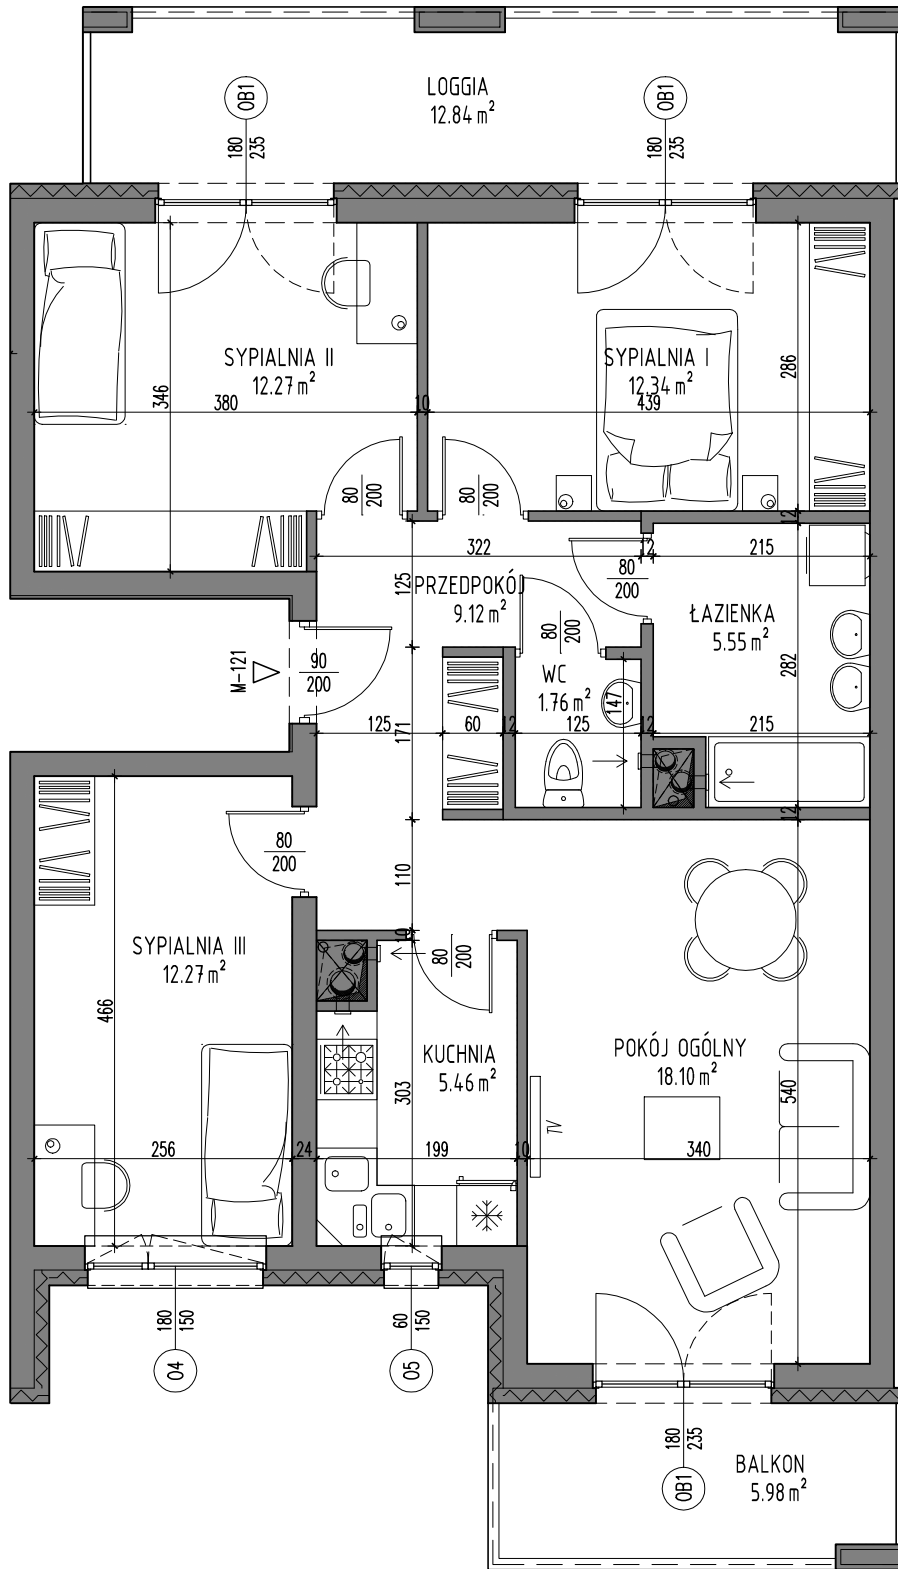 LOGGIA
12.84 m²
OB1
180
235
OB1
180
235
SYPIALNIA II
12.27 m²
346
380
10
SYPIALNIA I
12.34 m²
439
286
80
200
80
200
12
322
12
215
125
PRZEDPOKÓJ
9.12 m²
80
200
80
200
ŁAZIENKA
5.55 m²
282
M-121
90
200
WC
1.76 m²
147
125
171
60
12
125
12
215
12
80
200
110
SYPIALNIA III
12.27 m²
466
10
80
200
KUCHNIA
5.46 m²
303
POKÓJ OGÓLNY
18.10 m²
540
TV
256
24
199
10
340
180
150
O4
60
150
O5
180
235
OB1
BALKON
5.98 m²